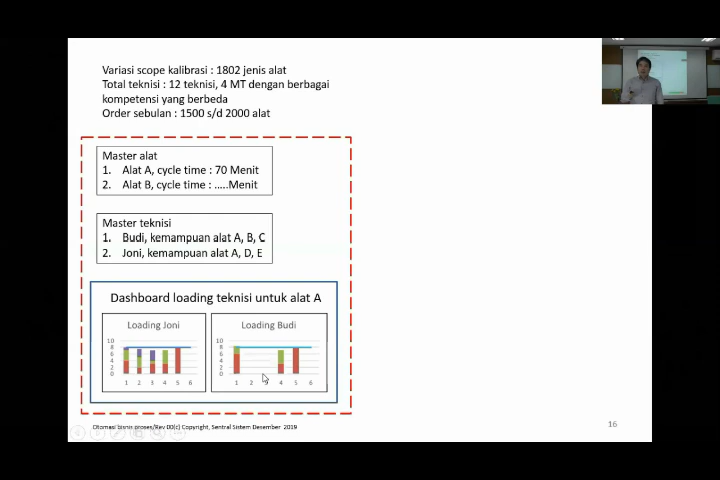 Variasi scope kalibrasi : 1802 jenis alat
Total teknisi : 12 teknisi, 4 MT dengan berbagai
kompetensi yang berbeda
Order sebulan : 1500 s/d 2000 alat
Master alat
1. Alat A, cycle time : 70 Menit
2. Alat B, cycle time : .....Menit
Master teknisi
1. Budi, kemampuan alat A, B, C
2. Joni, kemampuan alat A, D, E
Dashboard loading teknisi untuk alat A
Loading Joni
10
8
6
4
2
0
1 2 3 4 5 6
Loading Budi
10
8
6
4
2
0
1 2 3 4 5 6
Otomasi bisnis proses/Rev 00(c) Copyright, Sentral Sistem Desember 2019
16